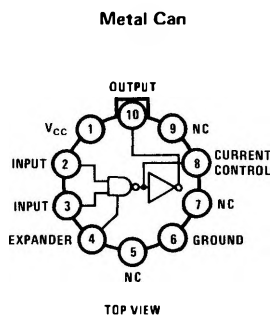 Metal Can
OUTPUT
10
VCC 1 9 NC
INPUT 2 8 CURRENT CONTROL
INPUT 3 7 NC
EXPANDER 4 6 GROUND
5
NC
TOP VIEW